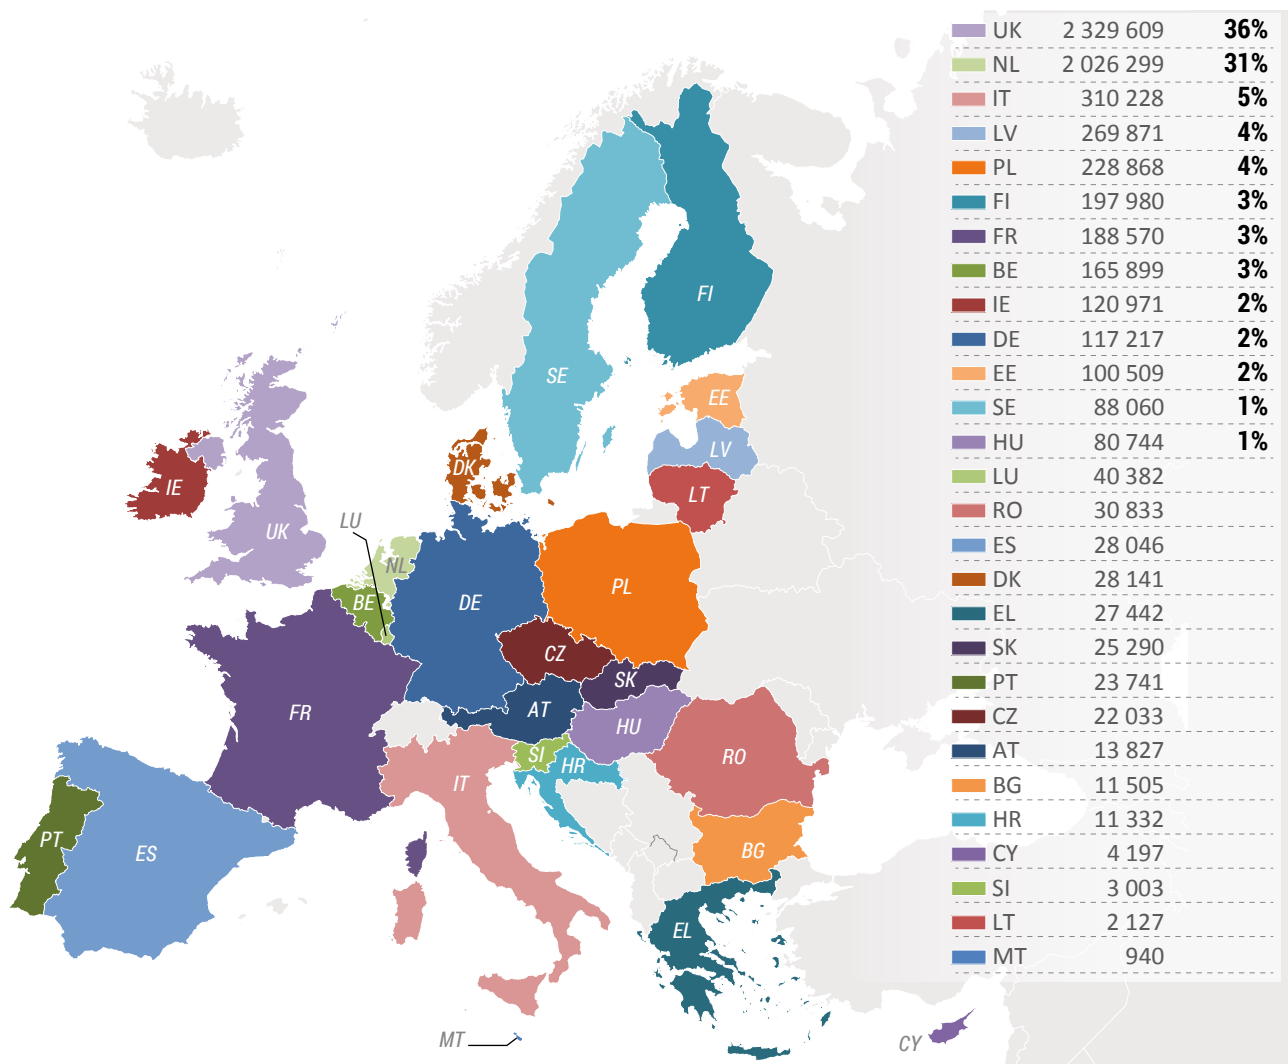 UK 2 329 609 36%
NL 2 026 299 31%
IT 310 228 5%
LV 269 871 4%
PL 228 868 4%
FI 197 980 3%
FR 188 570 3%
BE 165 899 3%
IE 120 971 2%
DE 117 217 2%
EE 100 509 2%
SE 88 060 1%
HU 80 744 1%
LU 40 382
RO 30 833
ES 28 046
DK 28 141
EL 27 442
SK 25 290
PT 23 741
CZ 22 033
AT 13 827
BG 11 505
HR 11 332
CY 4 197
SI 3 003
LT 2 127
MT 940
FI
SE
EE
LV
DK
LT
IE
LU
UK
NL
PL
BE
DE
CZ
SK
AT
FR
HU
SI
HR
RO
IT
PT
ES
BG
EL
MT
CY